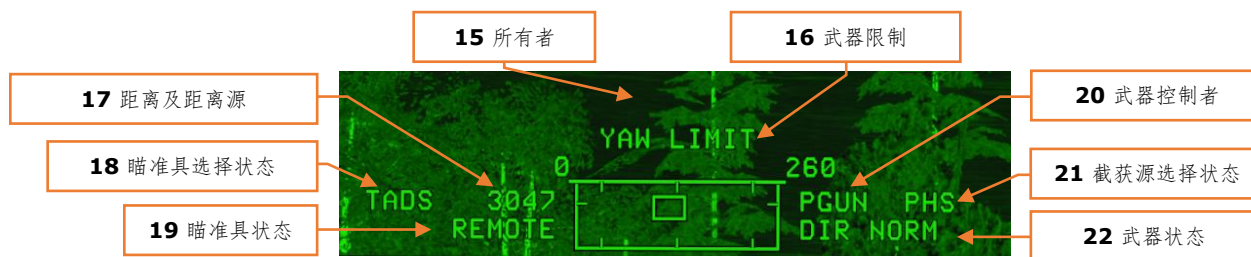 15 所有者
16 武器限制
17 距离及距离源
20 武器控制者
YAW LIMIT
0 260
18 瞄准具选择状态
21 截获源选择状态
TADS 3047 PGUN PHS
19 瞄准具状态
REMOTE DIR NORM
22 武器状态